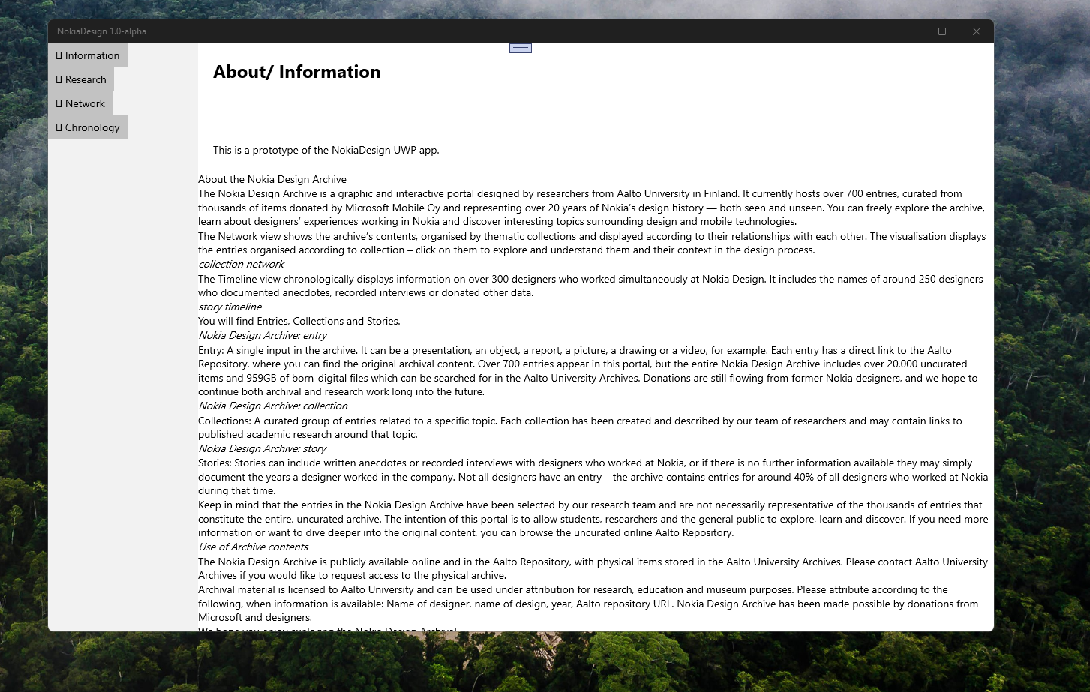 NokiaDesign 1.0-alpha
Information
Research
Network
Chronology
About/ Information
This is a prototype of the NokiaDesign UWP app.
About the Nokia Design Archive
The Nokia Design Archive is a graphic and interactive portal designed by researchers from Aalto University in Finland. It currently hosts over 700 entries, curated from
thousands of items donated by Microsoft Mobile Oy and representing over 20 years of Nokia's design history — both seen and unseen. You can freely explore the archive,
learn about designers' experiences working in Nokia and discover interesting topics surrounding design and mobile technologies.
The Network view shows the archive's contents, organised by thematic collections and displayed according to their relationships with each other. The visualisation displays
the entries organised according to collection – click on them to explore and understand them and their context in the design process.
collection network
The Timeline view chronologically displays information on over 300 designers who worked simultaneously at Nokia Design. It includes the names of around 250 designers
who documented anecdotes, recorded interviews or donated other data.
story timeline
You will find Entries, Collections and Stories.
Nokia Design Archive: entry
Entry: A single input in the archive. It can be a presentation, an object, a report, a picture, a drawing or a video, for example. Each entry has a direct link to the Aalto
Repository, where you can find the original archival content. Over 700 entries appear in this portal, but the entire Nokia Design Archive includes over 20,000 uncurated
items and 959GB of born-digital files which can be searched for in the Aalto University Archives. Donations are still flowing from former Nokia designers, and we hope to
continue both archival and research work long into the future.
Nokia Design Archive: collection
Collections: A curated group of entries related to a specific topic. Each collection has been created and described by our team of researchers and may contain links to
published academic research around that topic.
Nokia Design Archive: story
Stories: Stories can include written anecdotes or recorded interviews with designers who worked at Nokia, or if there is no further information available they may simply
document the years a designer worked in the company. Not all designers have an entry – the archive contains entries for around 40% of all designers who worked at Nokia
during that time.
Keep in mind that the entries in the Nokia Design Archive have been selected by our research team and are not necessarily representative of the thousands of entries that
constitute the entire, uncurated archive. The intention of this portal is to allow students, researchers and the general public to explore, learn and discover. If you need more
information or want to dive deeper into the original content, you can browse the uncurated online Aalto Repository.
Use of Archive contents
The Nokia Design Archive is publicly available online and in the Aalto Repository, with physical items stored in the Aalto University Archives. Please contact Aalto University
Archives if you would like to request access to the physical archive.
Archival material is licensed to Aalto University and can be used under attribution for research, education and museum purposes. Please attribute according to the
following, when information is available: Name of designer, name of design, year, Aalto repository URL. Nokia Design Archive has been made possible by donations from
Microsoft and designers.
We hope you enjoy exploring the Nokia Design Archive!